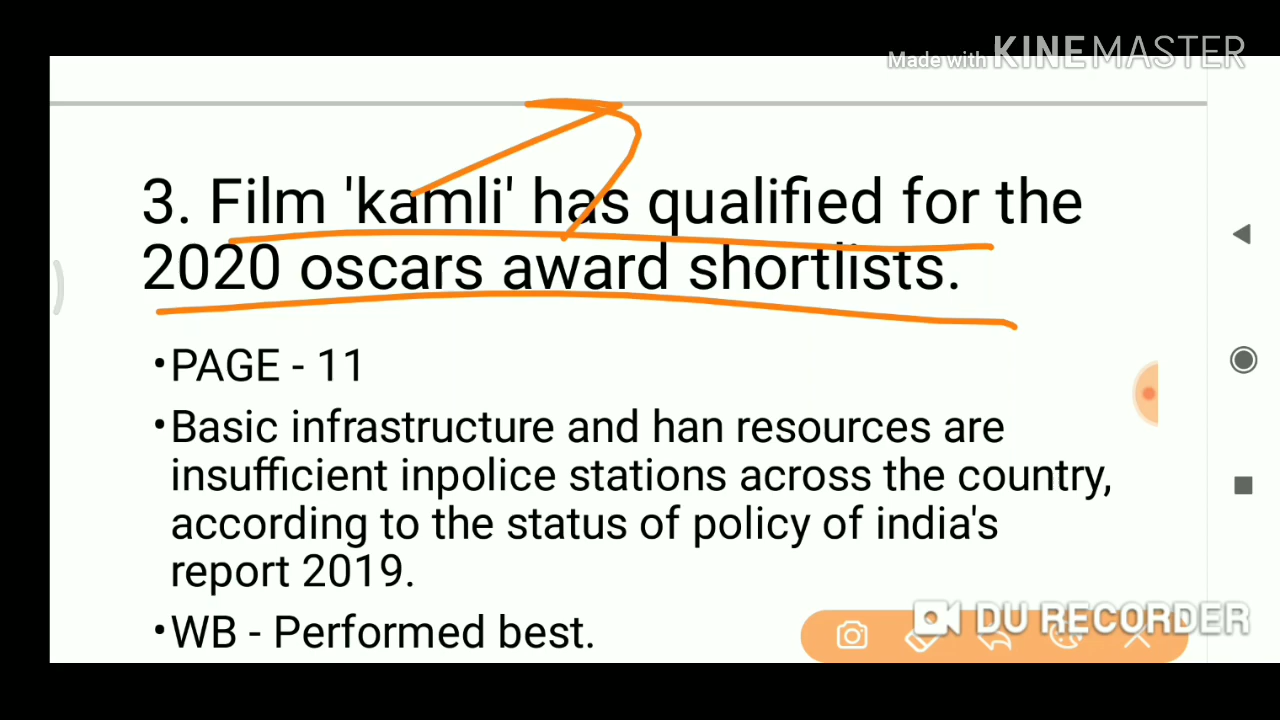 Made with KINEMASTER
3. Film 'kamli' has qualified for the
2020 oscars award shortlists.
•PAGE - 11
•Basic infrastructure and han resources are
insufficient inpolice stations across the country,
according to the status of policy of india's
report 2019.
•WB - Performed best.
DU RECORDER